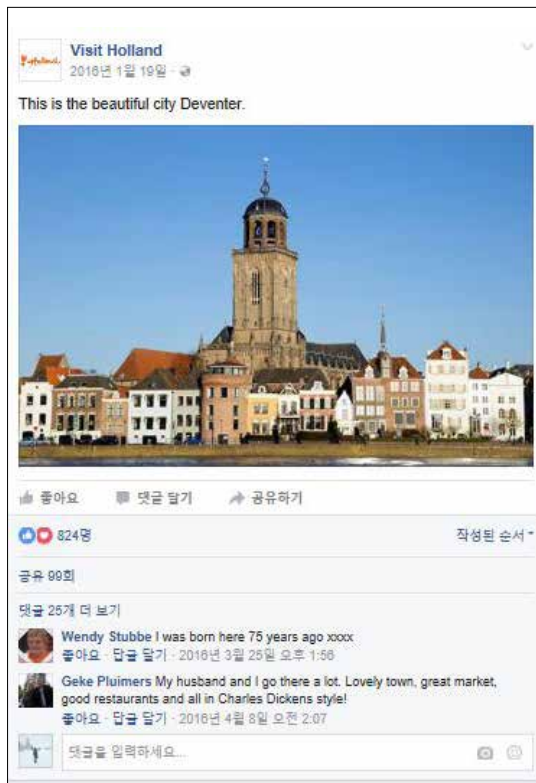 Visit Holland
2016년 1월 19일 ·
This is the beautiful city Deventer.
좋아요 댓글 달기 공유하기
824명 작성된 순서
공유 99회
댓글 25개 더 보기
Wendy Stubbe I was born here 75 years ago xxxx
좋아요 · 답글 달기 · 2016년 3월 25일 오후 1:56
Geke Pluimers My husband and I go there a lot. Lovely town, great market,
good restaurants and all in Charles Dickens style!
좋아요 · 답글 달기 · 2016년 4월 8일 오전 2:07
댓글을 입력하세요...